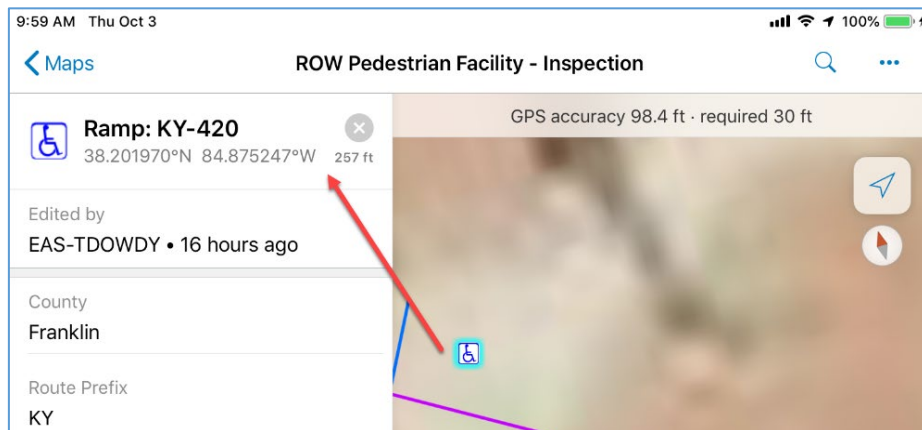 9:59 AM Thu Oct 3
100%
Maps
ROW Pedestrian Facility - Inspection
Ramp: KY-420
38.201970°N 84.875247°W
257 ft
GPS accuracy 98.4 ft · required 30 ft
Edited by
EAS-TDOWDY • 16 hours ago
County
Franklin
Route Prefix
KY